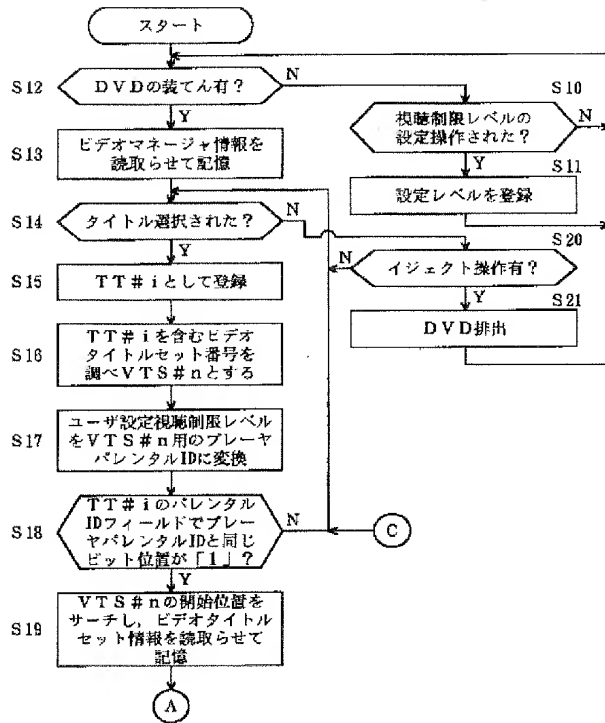 スタート
S12
DVDの装てん有？
N
Y
S10
視聴制限レベルの
設定操作された？
N
Y
S13
ビデオマネージャ情報を
読取らせて記憶
S11
設定レベルを登録
S14
タイトル選択された？
N
Y
S20
イジェクト操作有？
N
Y
S15
TT#iとして登録
S21
DVD排出
S16
TT#iを含むビデオ
タイトルセット番号を
調べVTS#nとする
S17
ユーザ設定視聴制限レベル
をVTS#n用のプレーヤ
パレンタルIDに変換
S18
TT#iのパレンタル
IDフィールドでプレー
ヤパレンタルIDと同じ
ビット位置が「1」？
N
Y
C
S19
VTS#nの開始位置を
サーチし，ビデオタイトル
セット情報を読取らせて
記憶
A